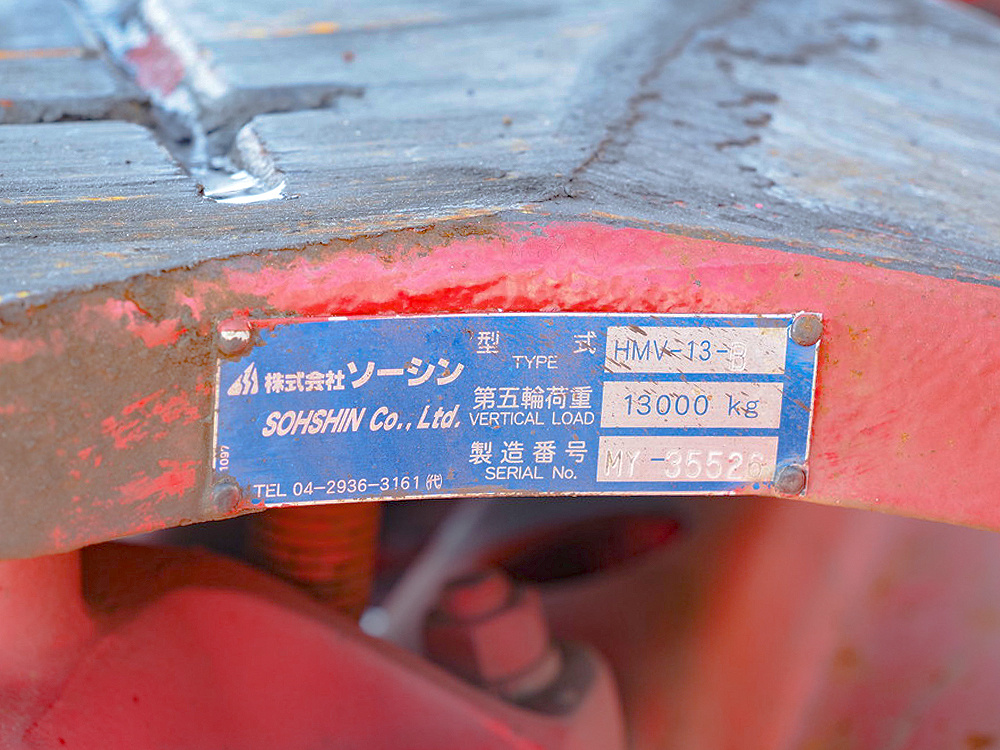 株式会社ソーシン
SOHSHIN Co., Ltd.
1097
TEL 04-2936-3161 ㈹
型 式 HMV-13-B
TYPE
第五輪荷重 13000 kg
VERTICAL LOAD
製造番号 MY-35526
SERIAL No.